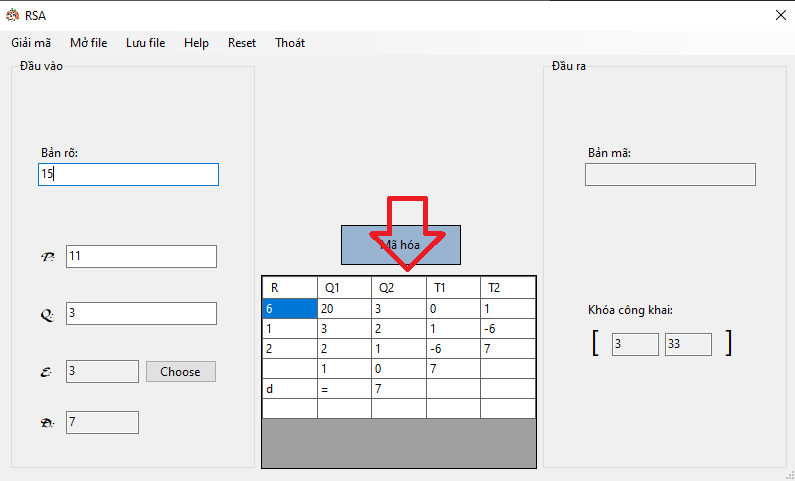 RSA
Giải mã Mở file Lưu file Help Reset Thoát
Đầu vào
Bản rõ:
15
P: 11
Q: 3
E: 3 Choose
D: 7
Mã hóa
R Q1 Q2 T1 T2
6 20 3 0 1
1 3 2 1 -6
2 2 1 -6 7
1 0 7
d = 7
Đầu ra
Bản mã:
Khóa công khai:
[ 3 33 ]